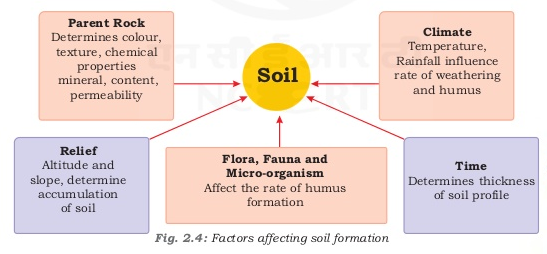 Parent Rock
Determines colour,
texture, chemical
properties
mineral, content,
permeability
Soil
Climate
Temperature,
Rainfall influence
rate of weathering
and humus
Relief
Altitude and
slope, determine
accumulation
of soil
Flora, Fauna and
Micro-organism
Affect the rate of humus
formation
Time
Determines thickness
of soil profile
Fig. 2.4: Factors affecting soil formation